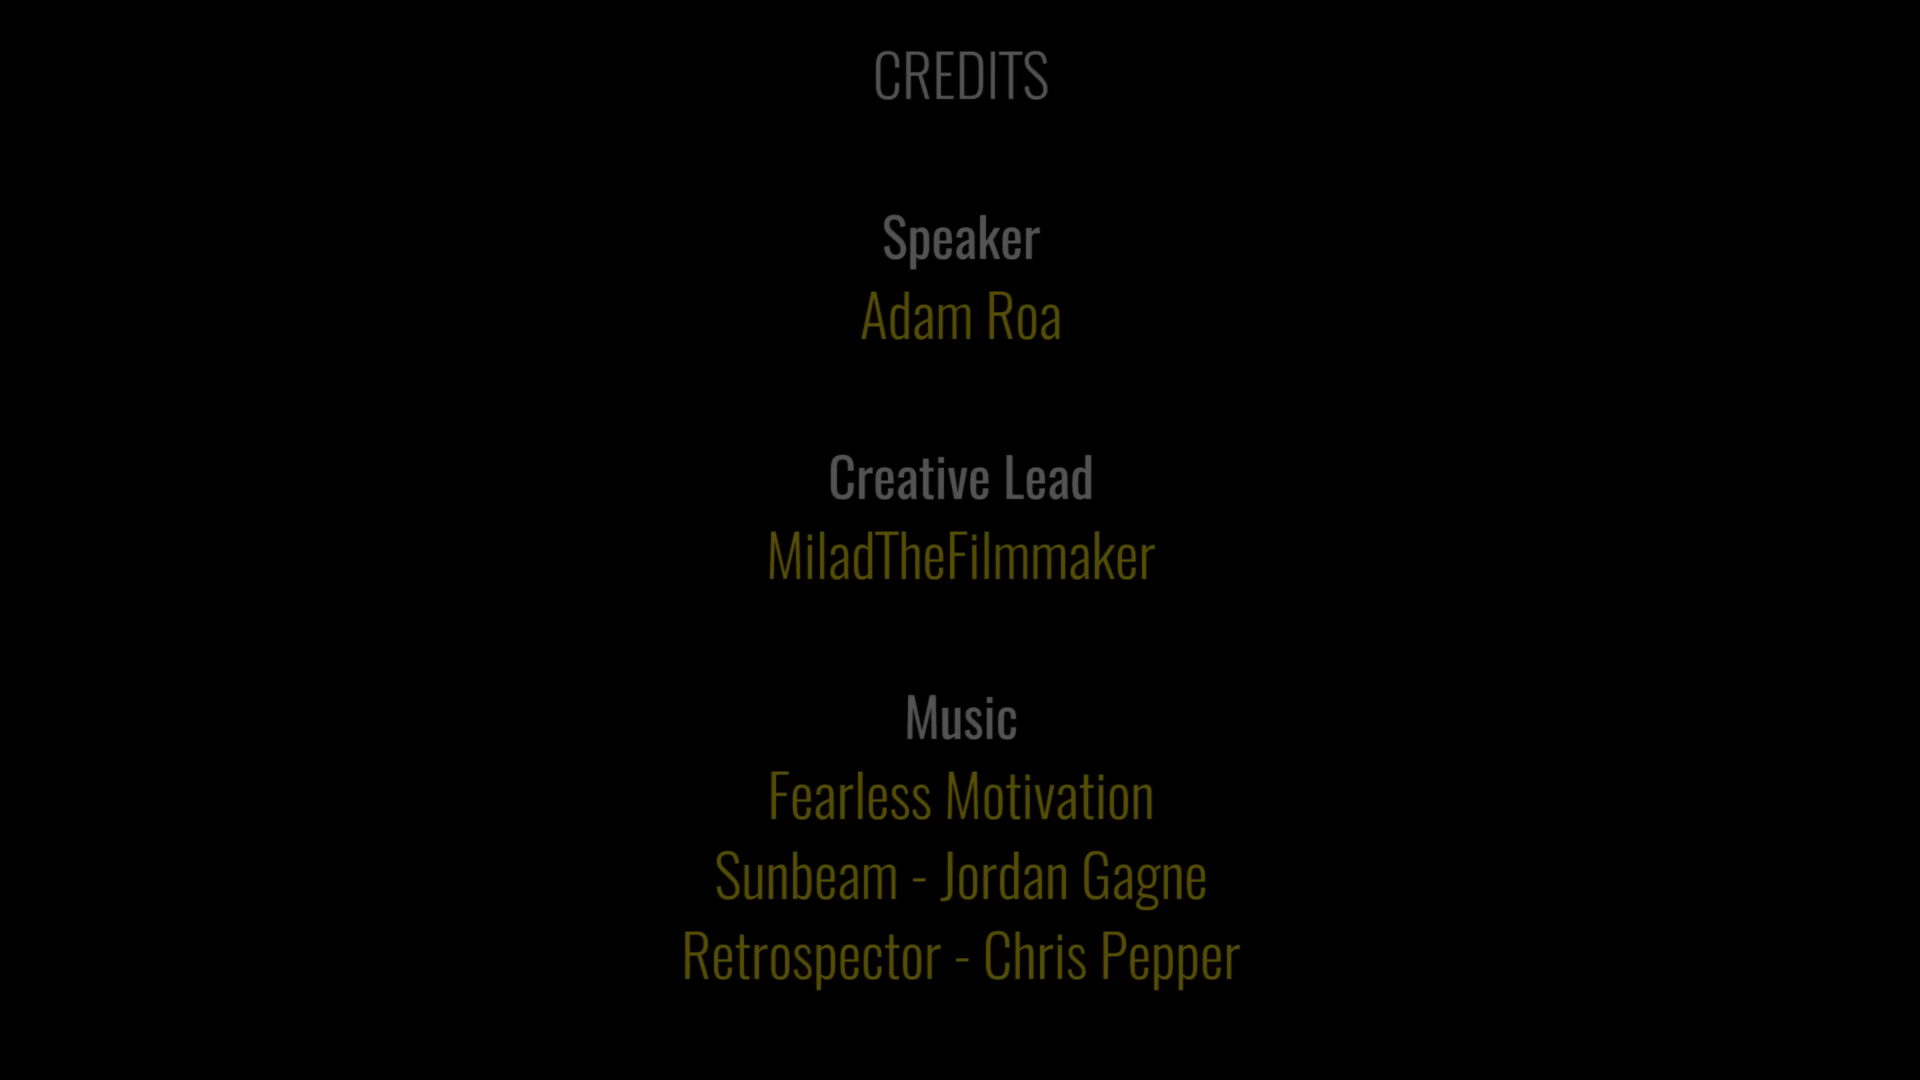 CREDITS
Speaker
Adam Roa
Creative Lead
MiladTheFilmmaker
Music
Fearless Motivation
Sunbeam - Jordan Gagne
Retrospector - Chris Pepper